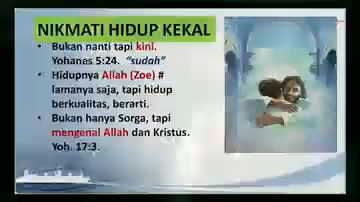 NIKMATI HIDUP KEKAL
• Bukan nanti tapi kini.
Yohanes 5:24. "sudah"
• Hidupnya Allah (Zoe) #
lamanya saja, tapi hidup
berkualitas, berarti.
• Bukan hanya Sorga, tapi
mengenal Allah dan Kristus.
Yoh. 17:3.